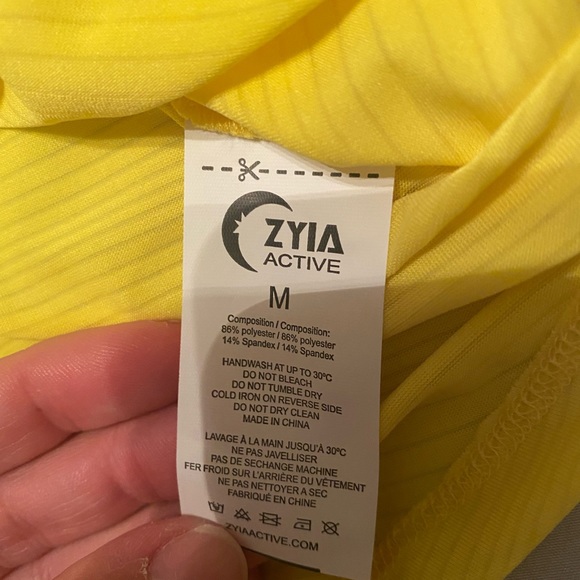 ZYIA
ACTIVE
M
Composition / Composition:
86% polyester / 86% polyester
14% Spandex / 14% Spandex
HANDWASH AT UP TO 30ºC
DO NOT BLEACH
DO NOT TUMBLE DRY
COLD IRON ON REVERSE SIDE
DO NOT DRY CLEAN
MADE IN CHINA
LAVAGE À LA MAIN JUSQU'À 30ºC
NE PAS JAVELLISER
PAS DE SECHANGE MACHINE
FER FROID SUR L'ARRIÈRE DU VÊTEMENT
NE PAS NETTOYER A SEC
FABRIQUÉ EN CHINE
ZYIAACTIVE.COM